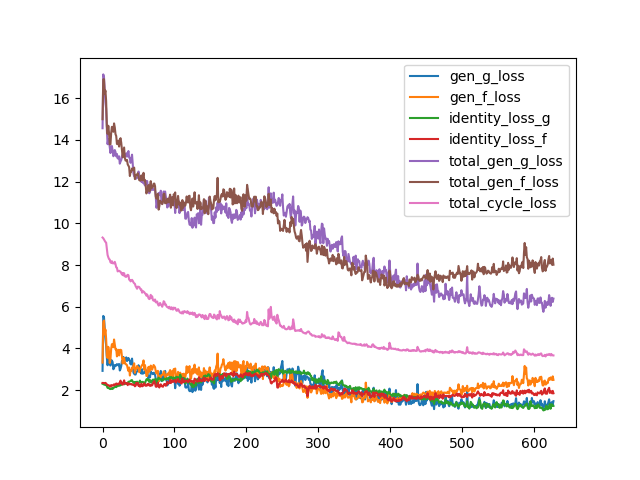 gen_g_loss
gen_f_loss
identity_loss_g
identity_loss_f
total_gen_g_loss
total_gen_f_loss
total_cycle_loss
16
14
12
10
8
6
4
2
0 100 200 300 400 500 600